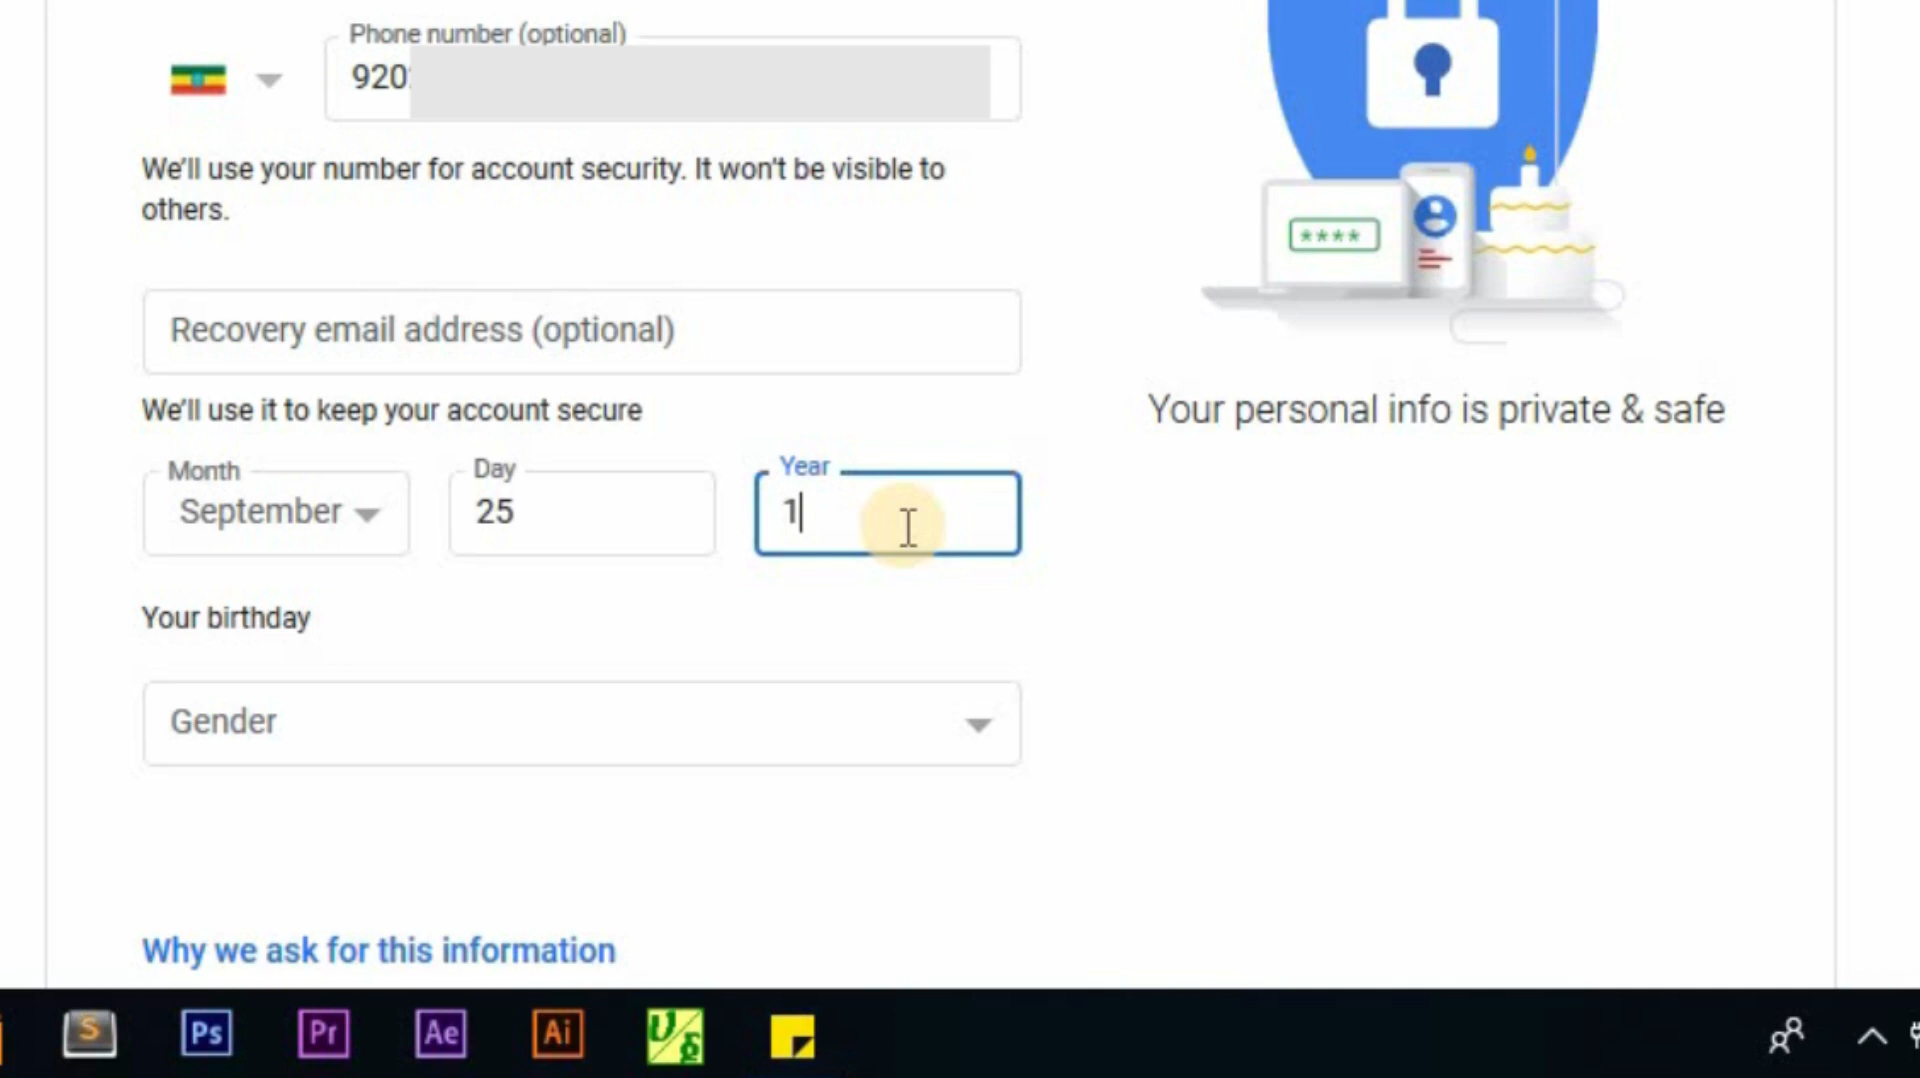 Phone number (optional)
920
We'll use your number for account security. It won't be visible to
others.
****
Recovery email address (optional)
Your personal info is private & safe
We'll use it to keep your account secure
Month
Day
Year
September
25
1
Your birthday
Gender
Why we ask for this information
S
Ps
Pr
Ae
Ai